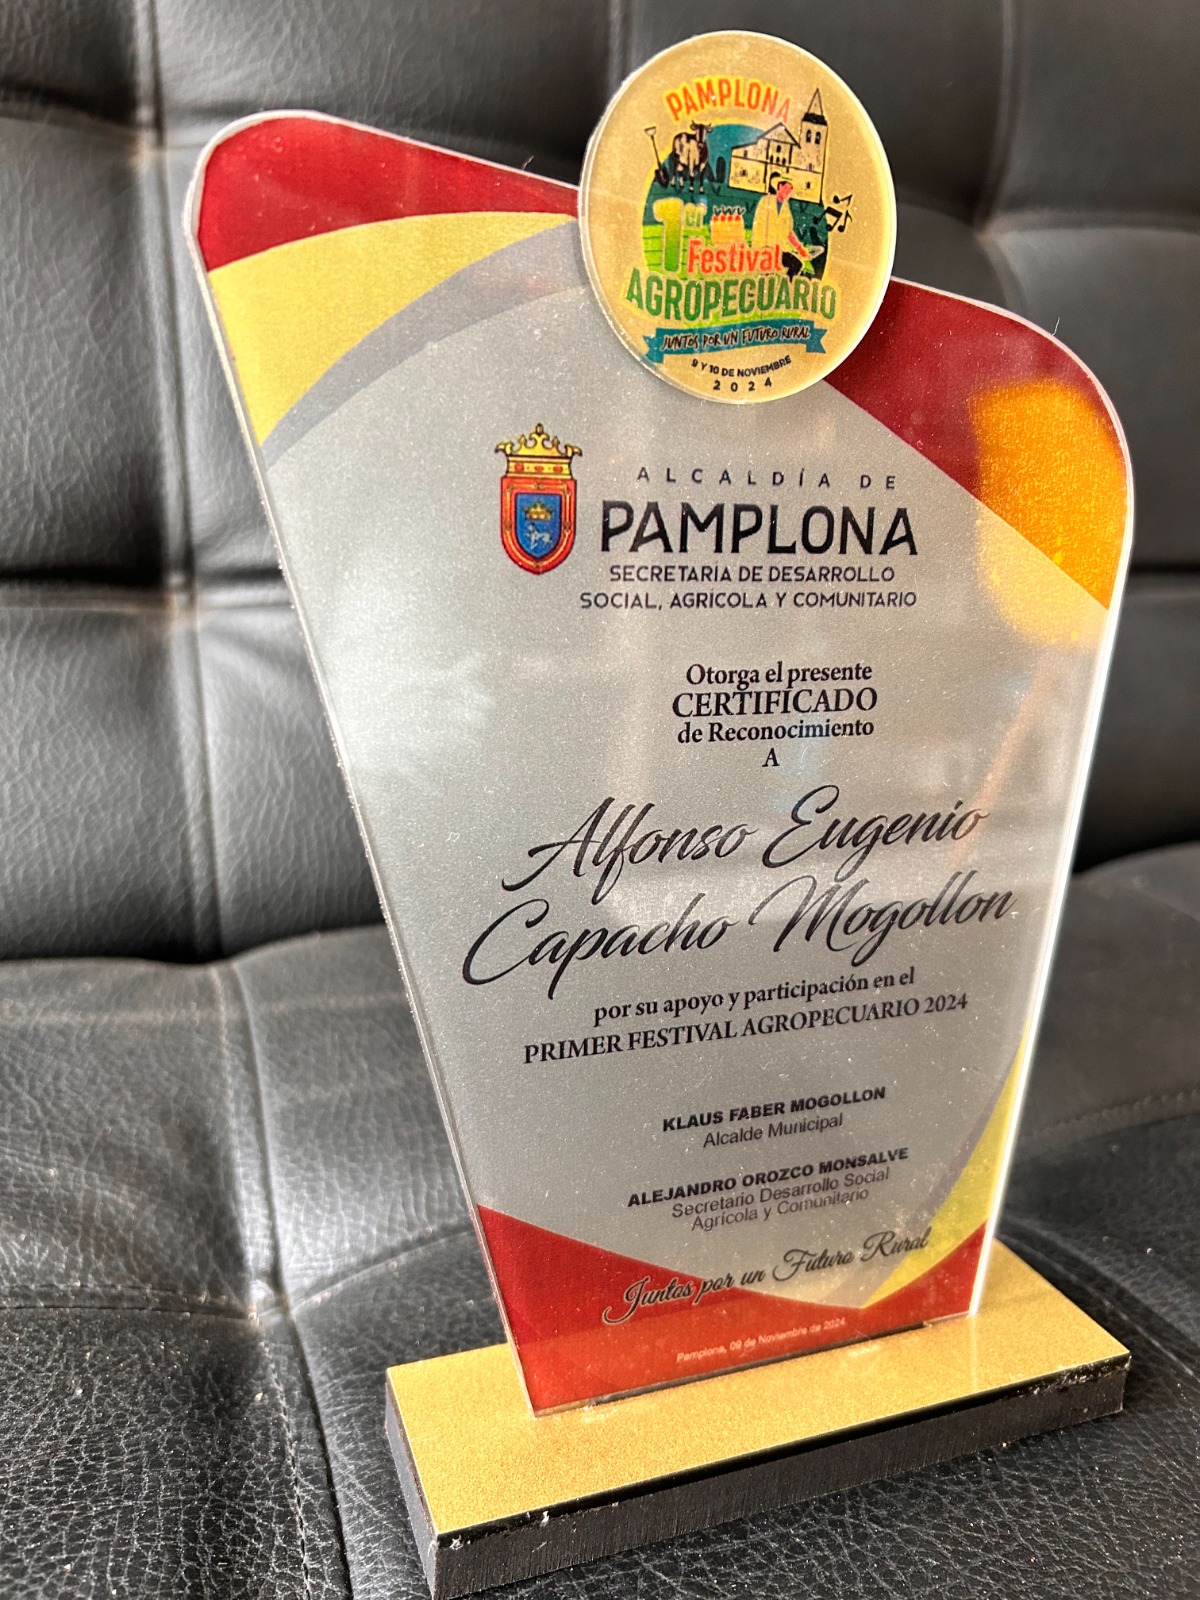 PAMPLONA
1er
Festival
AGROPECUARIO
JUNTOS POR UN FUTURO RURAL
9 Y 10 DE NOVIEMBRE
2024
ALCALDÍA DE
PAMPLONA
SECRETARÍA DE DESARROLLO
SOCIAL, AGRÍCOLA Y COMUNITARIO
Otorga el presente
CERTIFICADO
de Reconocimiento
A
Alfonso Eugenio
Capacho Mogollon
por su apoyo y participación en el
PRIMER FESTIVAL AGROPECUARIO 2024
KLAUS FABER MOGOLLON
Alcalde Municipal
ALEJANDRO OROZCO MONSALVE
Secretario Desarrollo Social
Agrícola y Comunitario
Juntos por un Futuro Rural
Pamplona, 09 de Noviembre de 2024